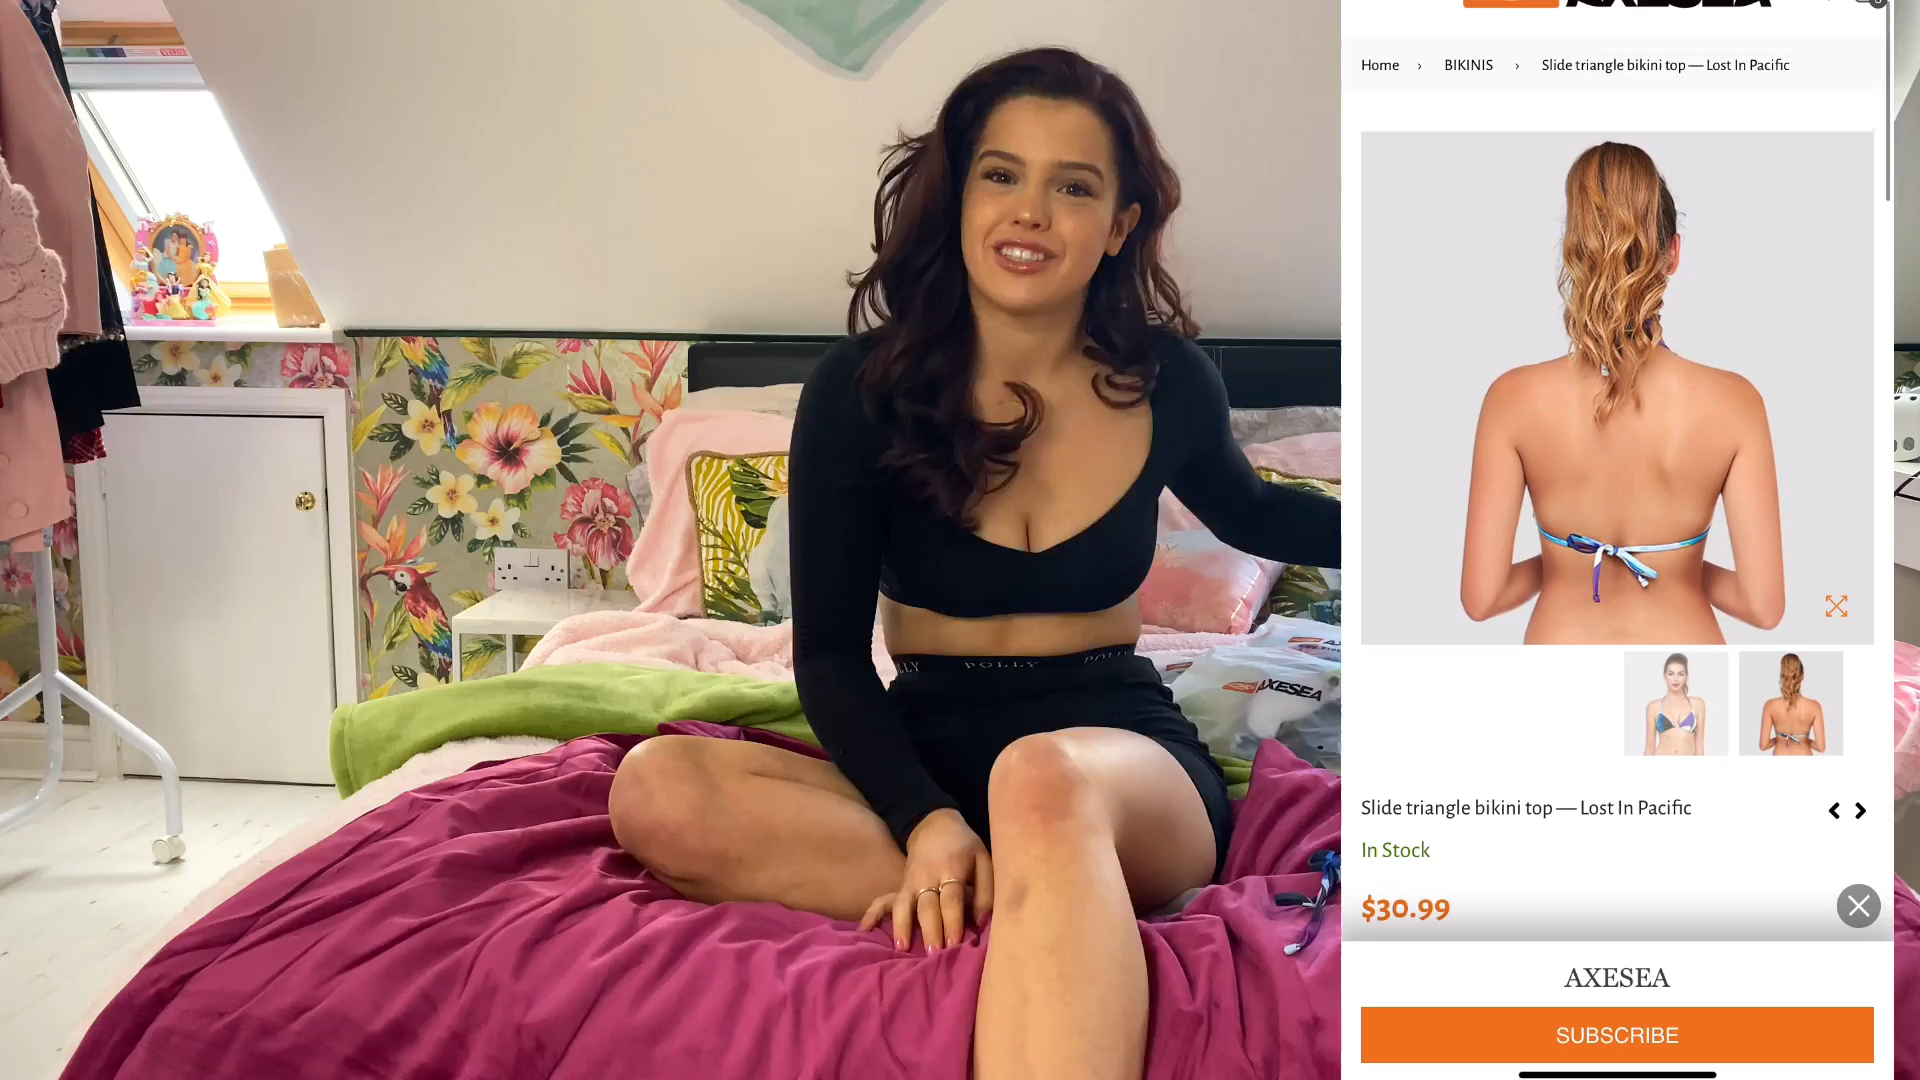 AXESEA
Home › BIKINIS › Slide triangle bikini top — Lost In Pacific
POLLY
AXESEA
Slide triangle bikini top — Lost In Pacific
In Stock
$30.99
AXESEA
SUBSCRIBE